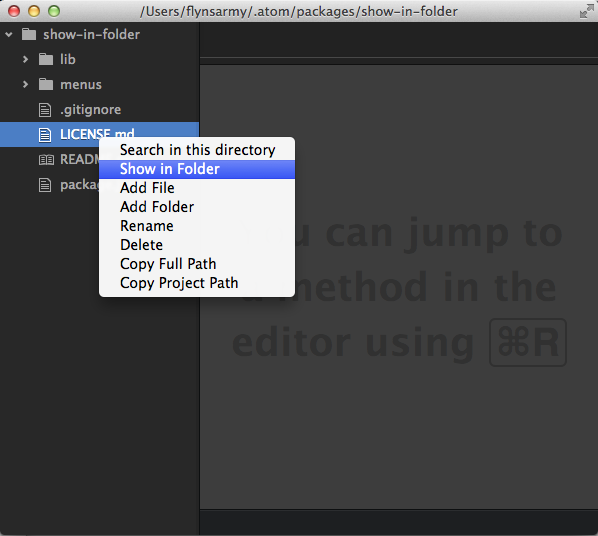 /Users/flynsarmy/.atom/packages/show-in-folder
show-in-folder
lib
menus
.gitignore
LICENSE.md
Search in this directory
Show in Folder
Add File
Add Folder
Rename
Delete
Copy Full Path
Copy Project Path
can jump to
method in the
editor using ⌘R